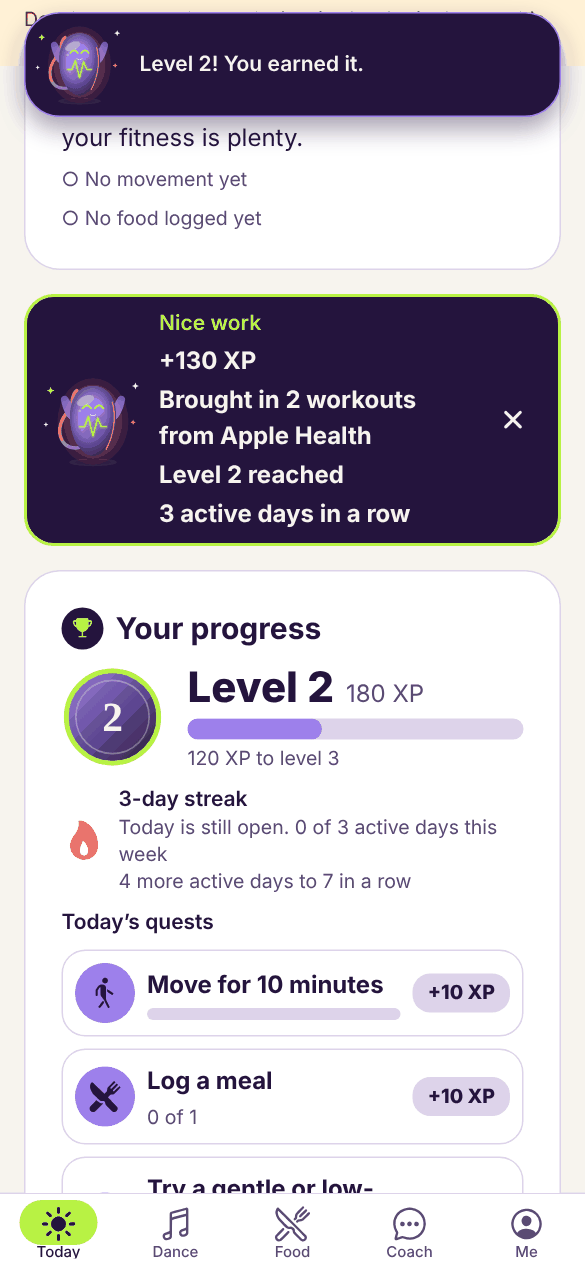 Level 2! You earned it.
your fitness is plenty.
No movement yet
No food logged yet
Nice work
+130 XP
Brought in 2 workouts
from Apple Health
Level 2 reached
3 active days in a row
Your progress
2
Level 2 180 XP
120 XP to level 3
3-day streak
Today is still open. 0 of 3 active days this
week
4 more active days to 7 in a row
Today’s quests
Move for 10 minutes
+10 XP
Log a meal
0 of 1
+10 XP
Try a gentle or low-
Today
Dance
Food
Coach
Me